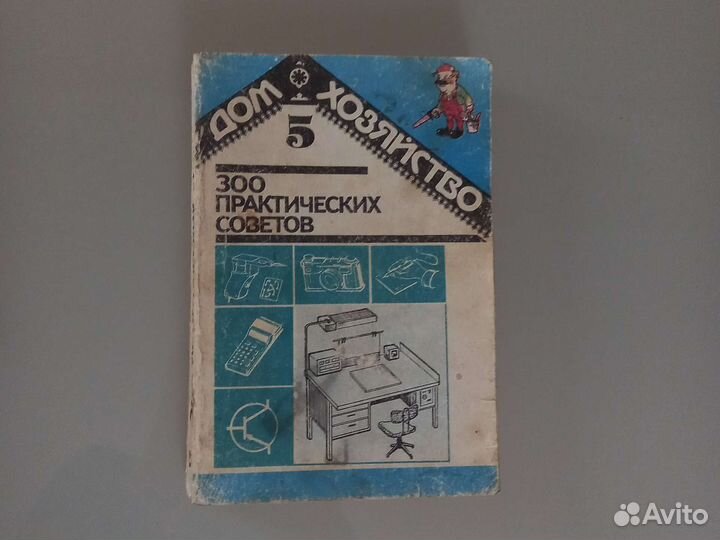 ДОМ
ХОЗЯЙСТВО
5
300
ПРАКТИЧЕСКИХ
СОВЕТОВ
Avito